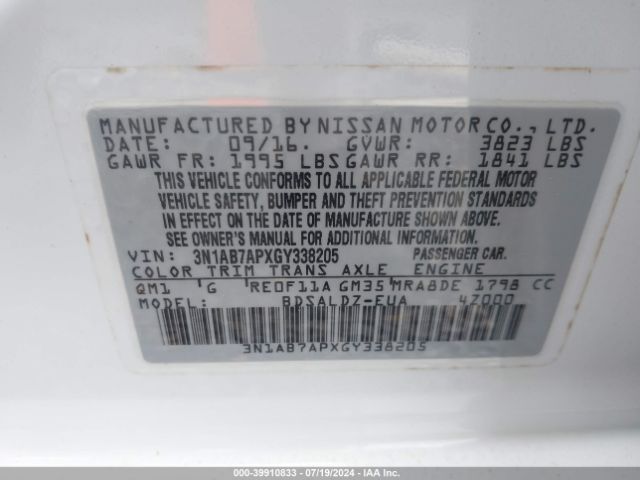 MANUFACTURED BY NISSAN MOTOR CO., LTD.
DATE: 09/16. GVWR: 3823 LBS
GAWR FR: 1995 LBS GAWR RR: 1841 LBS
THIS VEHICLE CONFORMS TO ALL APPLICABLE FEDERAL MOTOR
VEHICLE SAFETY, BUMPER AND THEFT PREVENTION STANDARDS
IN EFFECT ON THE DATE OF MANUFACTURE SHOWN ABOVE.
SEE OWNER'S MANUAL FOR ADDITIONAL INFORMATION.
VIN: 3N1AB7APXGY338205 PASSENGER CAR.
COLOR TRIM TRANS AXLE ENGINE
QM1 G RE0F11A GM35 MRA8DE 1798 CC
MODEL: BDSALDZ-EUA 4Z000
3N1AB7APXGY338205
000-39910833 - 07/19/2024 - IAA Inc.